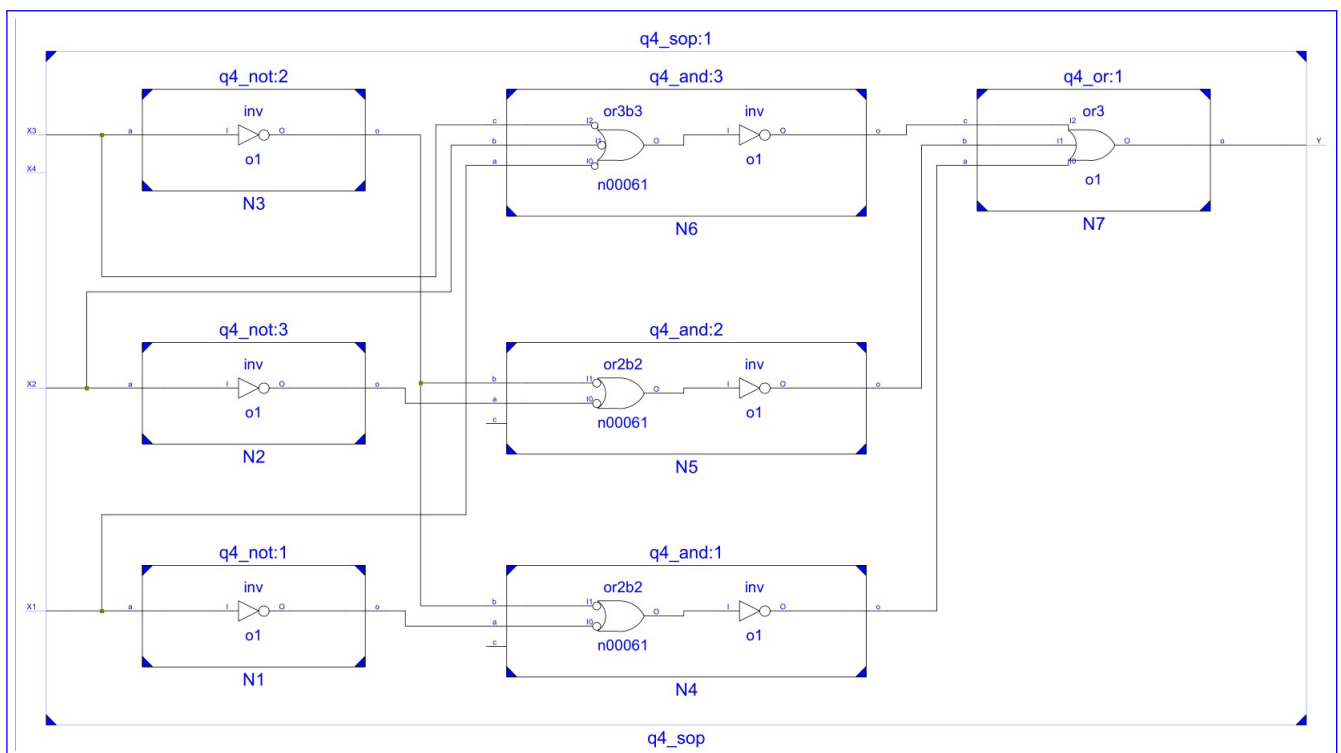 q4_sop:1
q4_not:2
q4_and:3
q4_or:1
inv
or3b3
inv
or3
X3
a
I
O
o
c
I2
b
I1
O
I
O
o
c
I2
b
I1
O
o
Y
a
I0
a
I0
o1
n00061
o1
o1
X4
N3
N6
N7
q4_not:3
q4_and:2
inv
or2b2
inv
X2
a
I
O
o
b
I1
O
I
O
o
a
I0
o1
c
n00061
o1
N2
N5
q4_not:1
q4_and:1
inv
or2b2
inv
X1
a
I
O
o
b
I1
O
I
O
o
a
I0
o1
c
n00061
o1
N1
N4
q4_sop